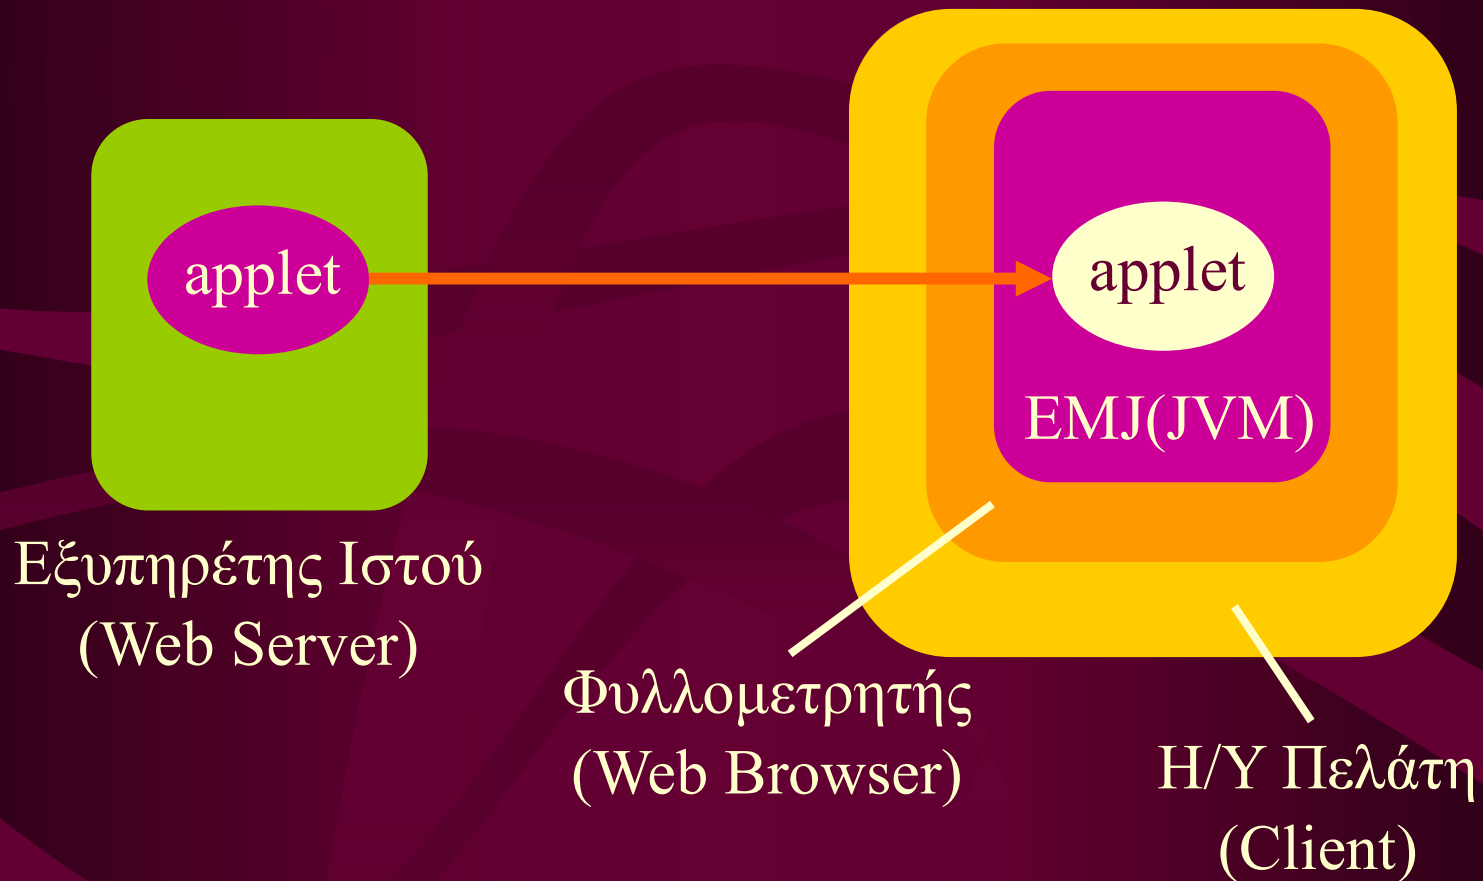 applet
applet
EMJ(JVM)
Εξυπηρέτης Ιστού
(Web Server)
Φυλλομετρητής
(Web Browser)
Η/Υ Πελάτη
(Client)